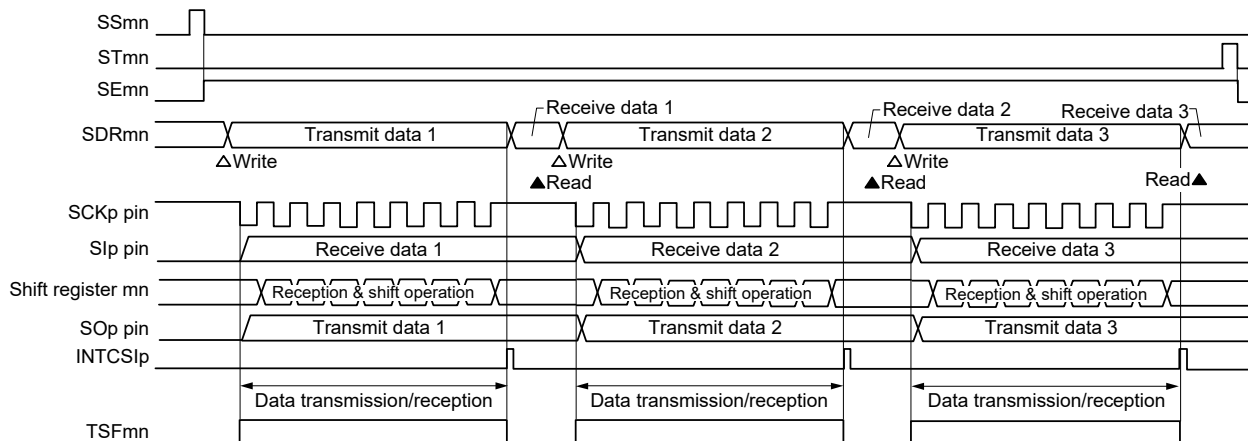 SSmn
STmn
SEmn
Receive data 1
Receive data 2
Receive data 3
SDRmn
Transmit data 1
Transmit data 2
Transmit data 3
△Write
△Write
△Write
▲Read
▲Read
Read▲
SCKp pin
SIp pin
Receive data 1
Receive data 2
Receive data 3
Shift register mn
Reception & shift operation
Reception & shift operation
Reception & shift operation
SOp pin
Transmit data 1
Transmit data 2
Transmit data 3
INTCSIp
Data transmission/reception
Data transmission/reception
Data transmission/reception
TSFmn